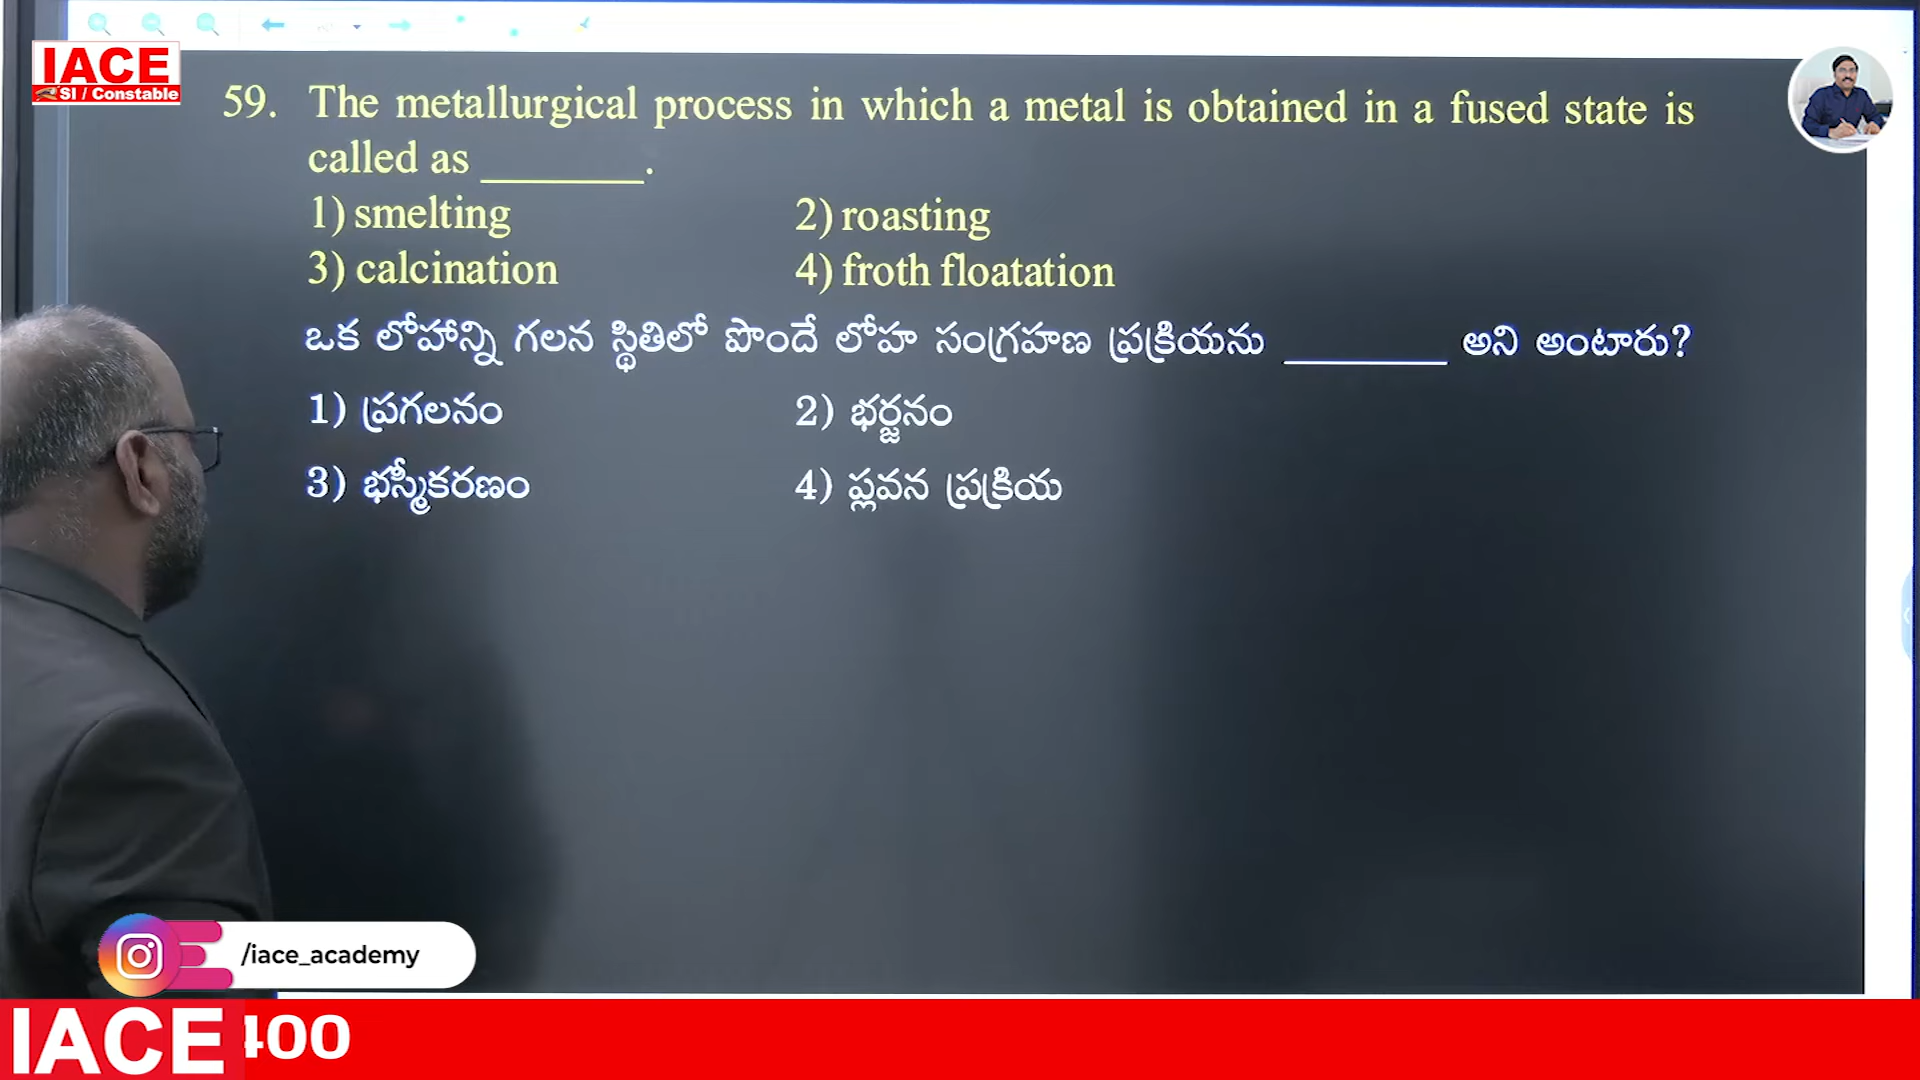 IACE
SI / Constable
59. The metallurgical process in which a metal is obtained in a fused state is
called as ________.
1) smelting 2) roasting
3) calcination 4) froth floatation
ఒక లోహాన్ని గలన స్థితిలో పొందే లోహ సంగ్రహణ ప్రక్రియను ________ అని అంటారు?
1) ప్రగలనం 2) భర్జనం
3) భస్మీకరణం 4) ప్లవన ప్రక్రియ
/iace_academy
IACE 400